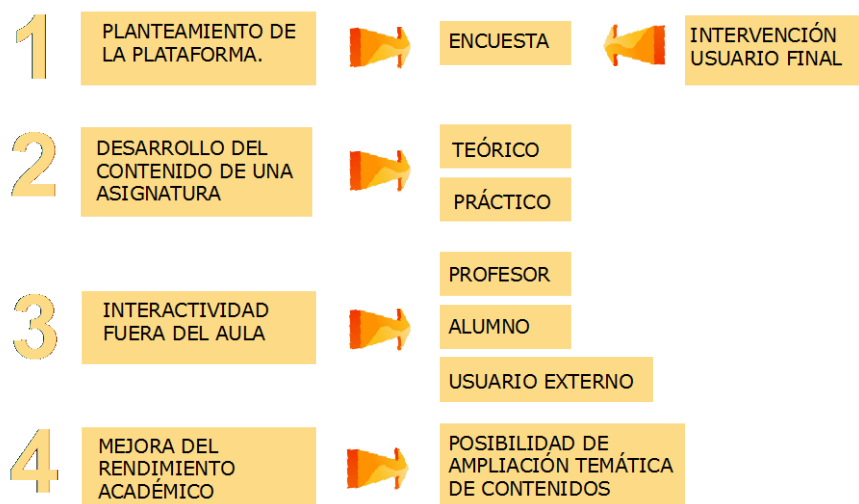 1
PLANTEAMIENTO DE
LA PLATAFORMA.
ENCUESTA
INTERVENCIÓN
USUARIO FINAL
2
DESARROLLO DEL
CONTENIDO DE UNA
ASIGNATURA
TEÓRICO
PRÁCTICO
3
INTERACTIVIDAD
FUERA DEL AULA
PROFESOR
ALUMNO
USUARIO EXTERNO
4
MEJORA DEL
RENDIMIENTO
ACADÉMICO
POSIBILIDAD DE
AMPLIACIÓN TEMÁTICA
DE CONTENIDOS